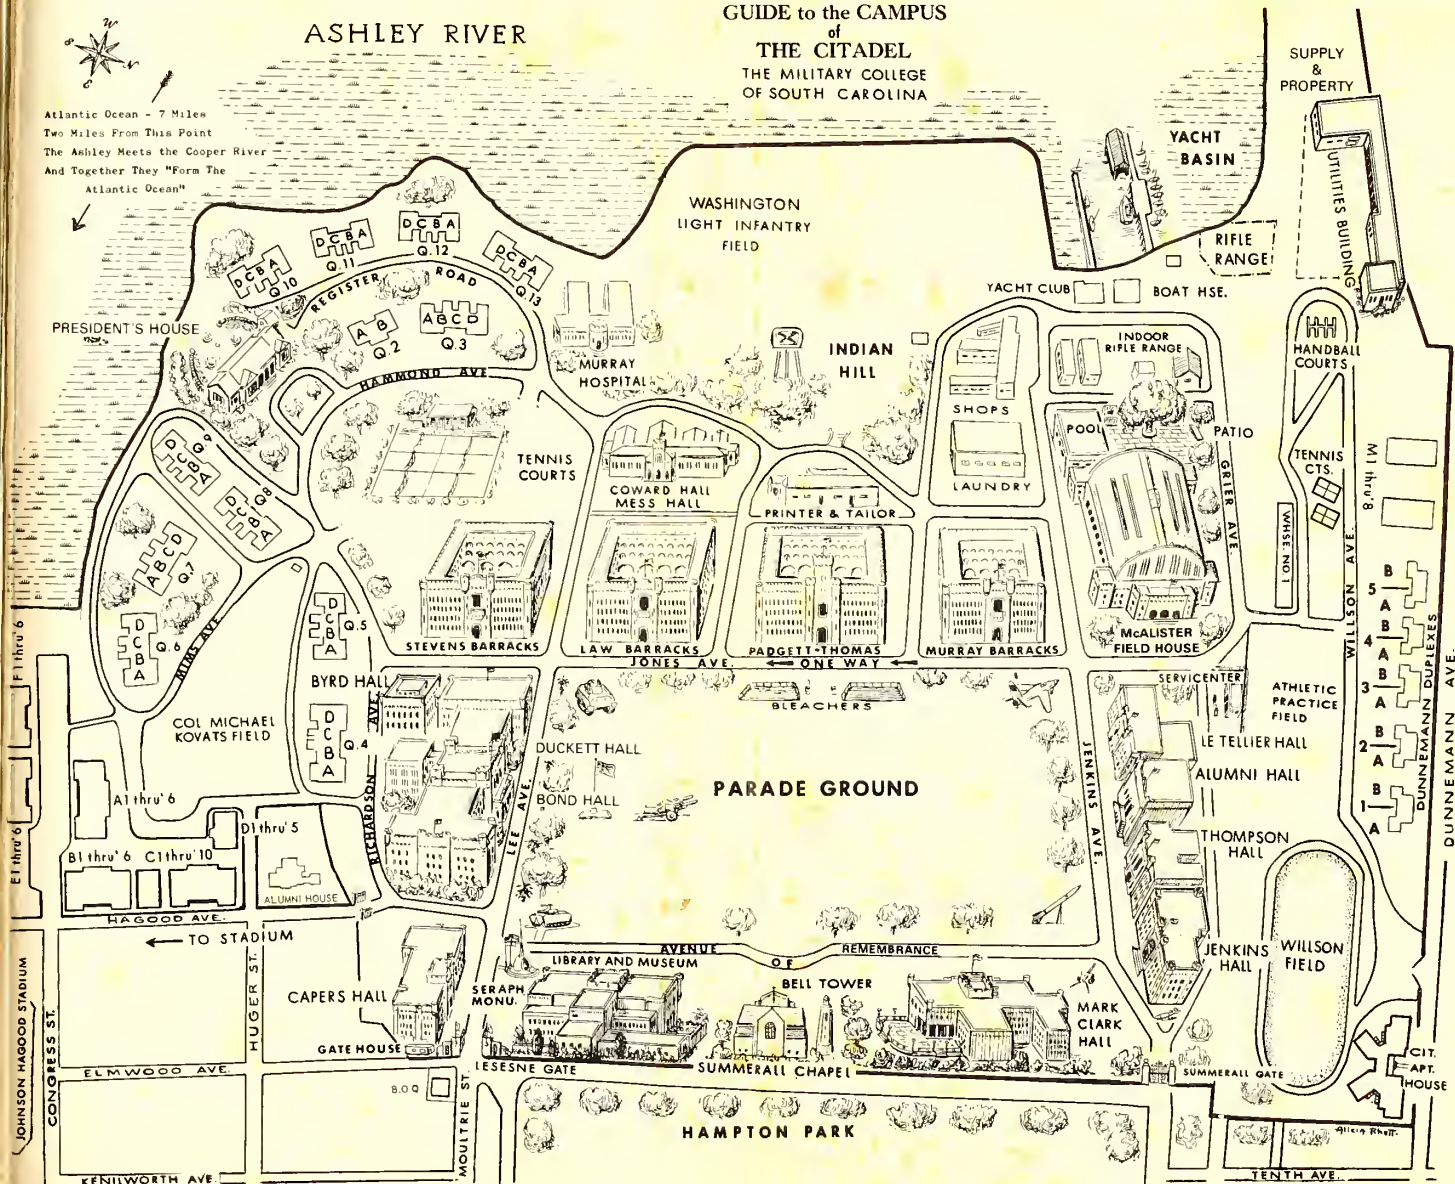 GUIDE to the CAMPUS
of
THE CITADEL
THE MILITARY COLLEGE
OF SOUTH CAROLINA
ASHLEY RIVER
W
S
N
E
Atlantic Ocean - 7 Miles
Two Miles From This Point
The Ashley Meets the Cooper River
And Together They "Form The
Atlantic Ocean"
SUPPLY
&
PROPERTY
UTILITIES BUILDING
YACHT
BASIN
RIFLE
RANGE
YACHT CLUB
BOAT HSE.
WASHINGTON
LIGHT INFANTRY
FIELD
D C B A
Q.10
D C B A
Q.11
D C B A
Q.12
D C B A
Q.13
REGISTER ROAD
A B
Q.2
A B C D
Q.3
PRESIDENT'S HOUSE
HAMMOND AVE
MURRAY
HOSPITAL
INDIAN
HILL
SHOPS
LAUNDRY
INDOOR
RIFLE RANGE
POOL
PATIO
HANDBALL
COURTS
TENNIS
CTS.
GRIER AVE
WHSE. NO 1
WILLSON AVE.
M 1 thru' 8
TENNIS
COURTS
COWARD HALL
MESS HALL
PRINTER & TAILOR
D C B A
Q.9
D C B A
Q.8
A B C D
Q.7
D C B A
Q.6
MIMS AVE
D C B A
Q.5
D C B A
Q.4
STEVENS BARRACKS
LAW BARRACKS
PADGETT-THOMAS
MURRAY BARRACKS
JONES AVE.
ONE WAY
McALISTER
FIELD HOUSE
BLEACHERS
SERVICENTER
ATHLETIC
PRACTICE
FIELD
LE TELLIER HALL
ALUMNI HALL
THOMPSON
HALL
JENKINS
HALL
WILLSON
FIELD
B
5
A
B
4
A
B
3
A
B
2
A
B
1
A
DUNNEMANN DUPLEXES
DUNNEMANN AVE.
BYRD HALL
RICHARDSON AVE
COL MICHAEL
KOVATS FIELD
DUCKETT HALL
BOND HALL
LEE AVE.
PARADE GROUND
JENKINS AVE
F1 thru' 6
E1 thru' 6
A1 thru' 6
D1 thru' 5
B1 thru' 6
C1 thru' 10
ALUMNI HOUSE
HAGOOD AVE.
TO STADIUM
AVENUE OF REMEMBRANCE
LIBRARY AND MUSEUM
SERAPH
MONU.
BELL TOWER
MARK
CLARK
HALL
CAPERS HALL
GATE HOUSE
LESESNE GATE
SUMMERALL CHAPEL
SUMMERALL GATE
CIT.
APT.
HOUSE
JOHNSON HAGOOD STADIUM
CONGRESS ST.
HUGER ST.
ELMWOOD AVE.
B.O.Q
MOULTRIE ST.
KENILWORTH AVE.
HAMPTON PARK
Alicia Rhett
TENTH AVE.